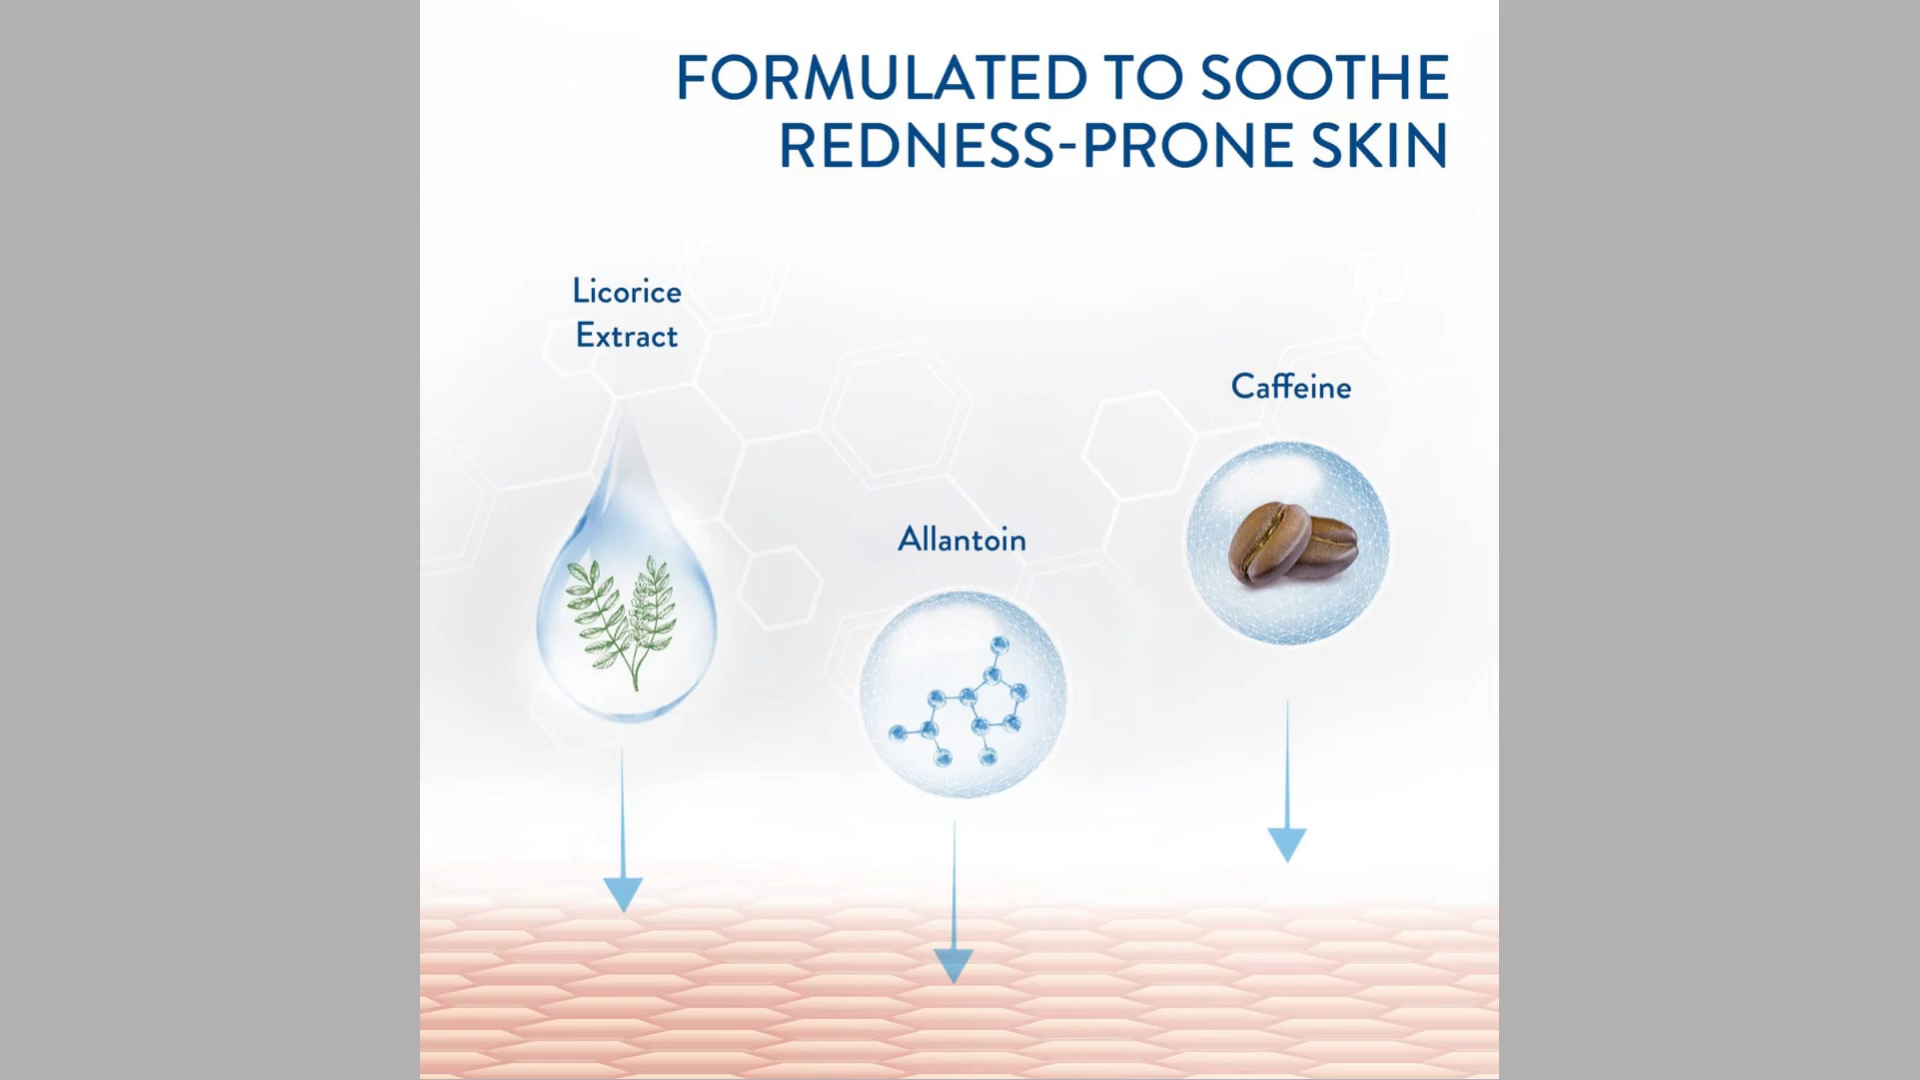 FORMULATED TO SOOTHE
REDNESS-PRONE SKIN
Licorice
Extract
Caffeine
Allantoin